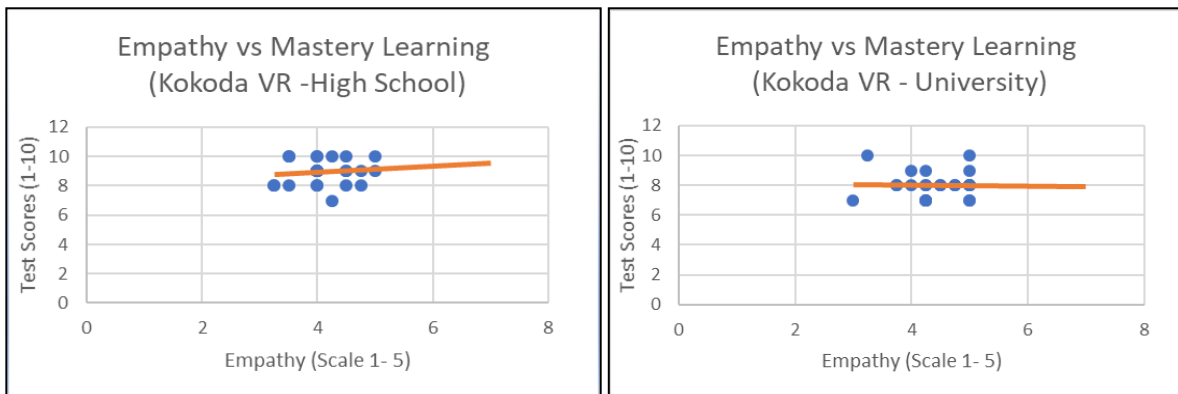 Empathy vs Mastery Learning
(Kokoda VR -High School)
Test Scores (1-10)
12
10
8
6
4
2
0
0 2 4 6 8
Empathy (Scale 1- 5)
Empathy vs Mastery Learning
(Kokoda VR - University)
Test Scores (1-10)
12
10
8
6
4
2
0
0 2 4 6 8
Empathy (Scale 1- 5)